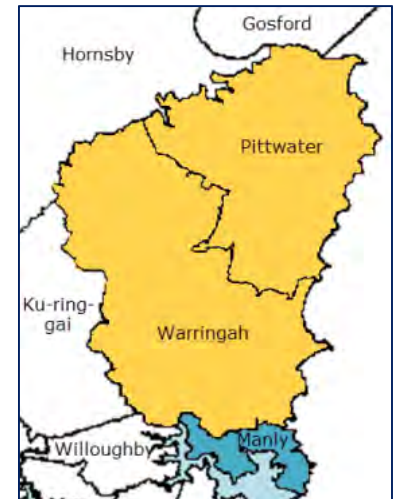 Gosford
Hornsby
Pittwater
Ku-ring-
gai
Warringah
Willoughby
Manly